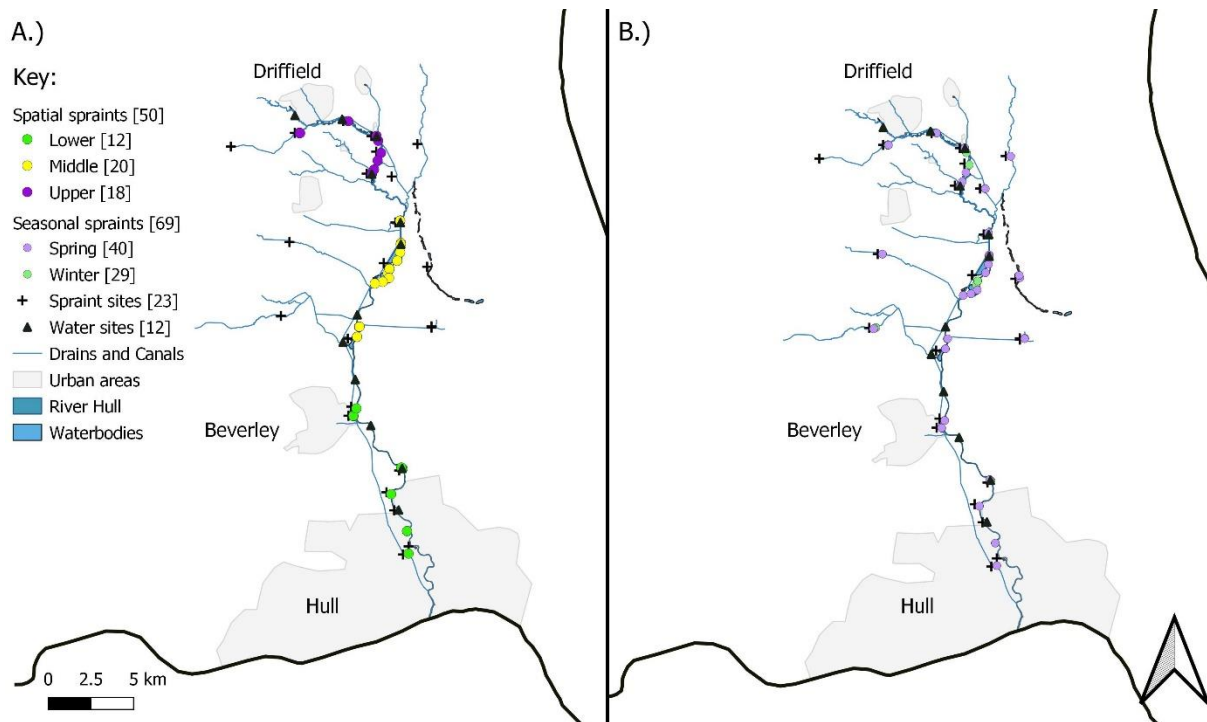 A.)
Key:
Spatial spraints [50]
Lower [12]
Middle [20]
Upper [18]
Seasonal spraints [69]
Spring [40]
Winter [29]
Spraint sites [23]
Water sites [12]
Drains and Canals
Urban areas
River Hull
Waterbodies
Driffield
Beverley
Hull
0 2.5 5 km
B.)
Driffield
Beverley
Hull